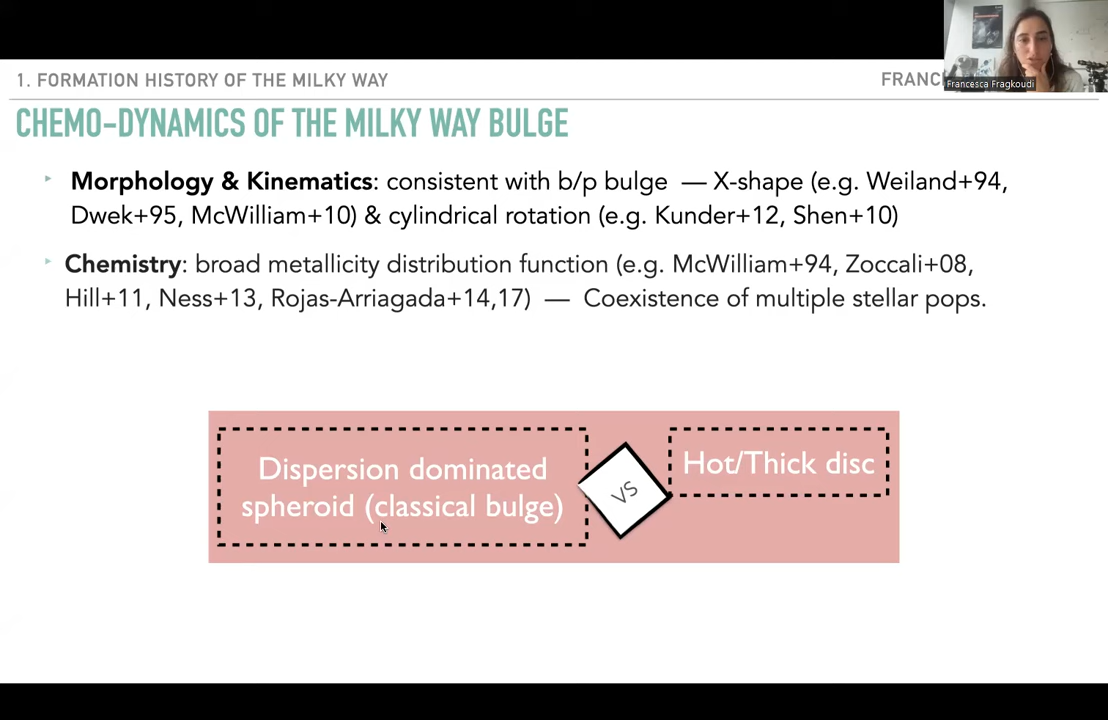 1. FORMATION HISTORY OF THE MILKY WAY
Francesca Fragkoudi
CHEMO-DYNAMICS OF THE MILKY WAY BULGE
‣ Morphology & Kinematics: consistent with b/p bulge — X-shape (e.g. Weiland+94,
Dwek+95, McWilliam+10) & cylindrical rotation (e.g. Kunder+12, Shen+10)
‣ Chemistry: broad metallicity distribution function (e.g. McWilliam+94, Zoccali+08,
Hill+11, Ness+13, Rojas-Arriagada+14,17) — Coexistence of multiple stellar pops.
Dispersion dominated
spheroid (classical bulge)
VS
Hot/Thick disc